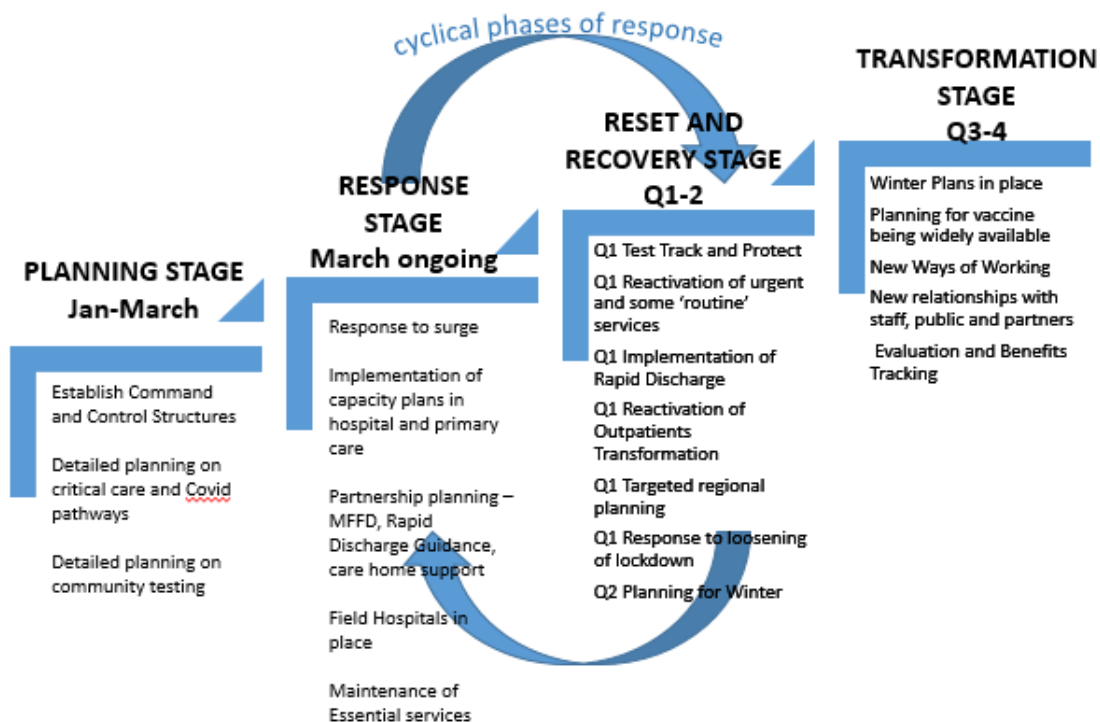 cyclical phases of response
PLANNING STAGE
Jan-March
Establish Command
and Control Structures
Detailed planning on
critical care and Covid
pathways
Detailed planning on
community testing
RESPONSE
STAGE
March ongoing
Response to surge
Implementation of
capacity plans in
hospital and primary
care
Partnership planning –
MFFD, Rapid
Discharge Guidance,
care home support
Field Hospitals in
place
Maintenance of
Essential services
RESET AND
RECOVERY STAGE
Q1-2
Q1 Test Track and Protect
Q1 Reactivation of urgent
and some ‘routine’
services
Q1 Implementation of
Rapid Discharge
Q1 Reactivation of
Outpatients
Transformation
Q1 Targeted regional
planning
Q1 Response to loosening
of lockdown
Q2 Planning for Winter
TRANSFORMATION
STAGE
Q3-4
Winter Plans in place
Planning for vaccine
being widely available
New Ways of Working
New relationships with
staff, public and partners
Evaluation and Benefits
Tracking